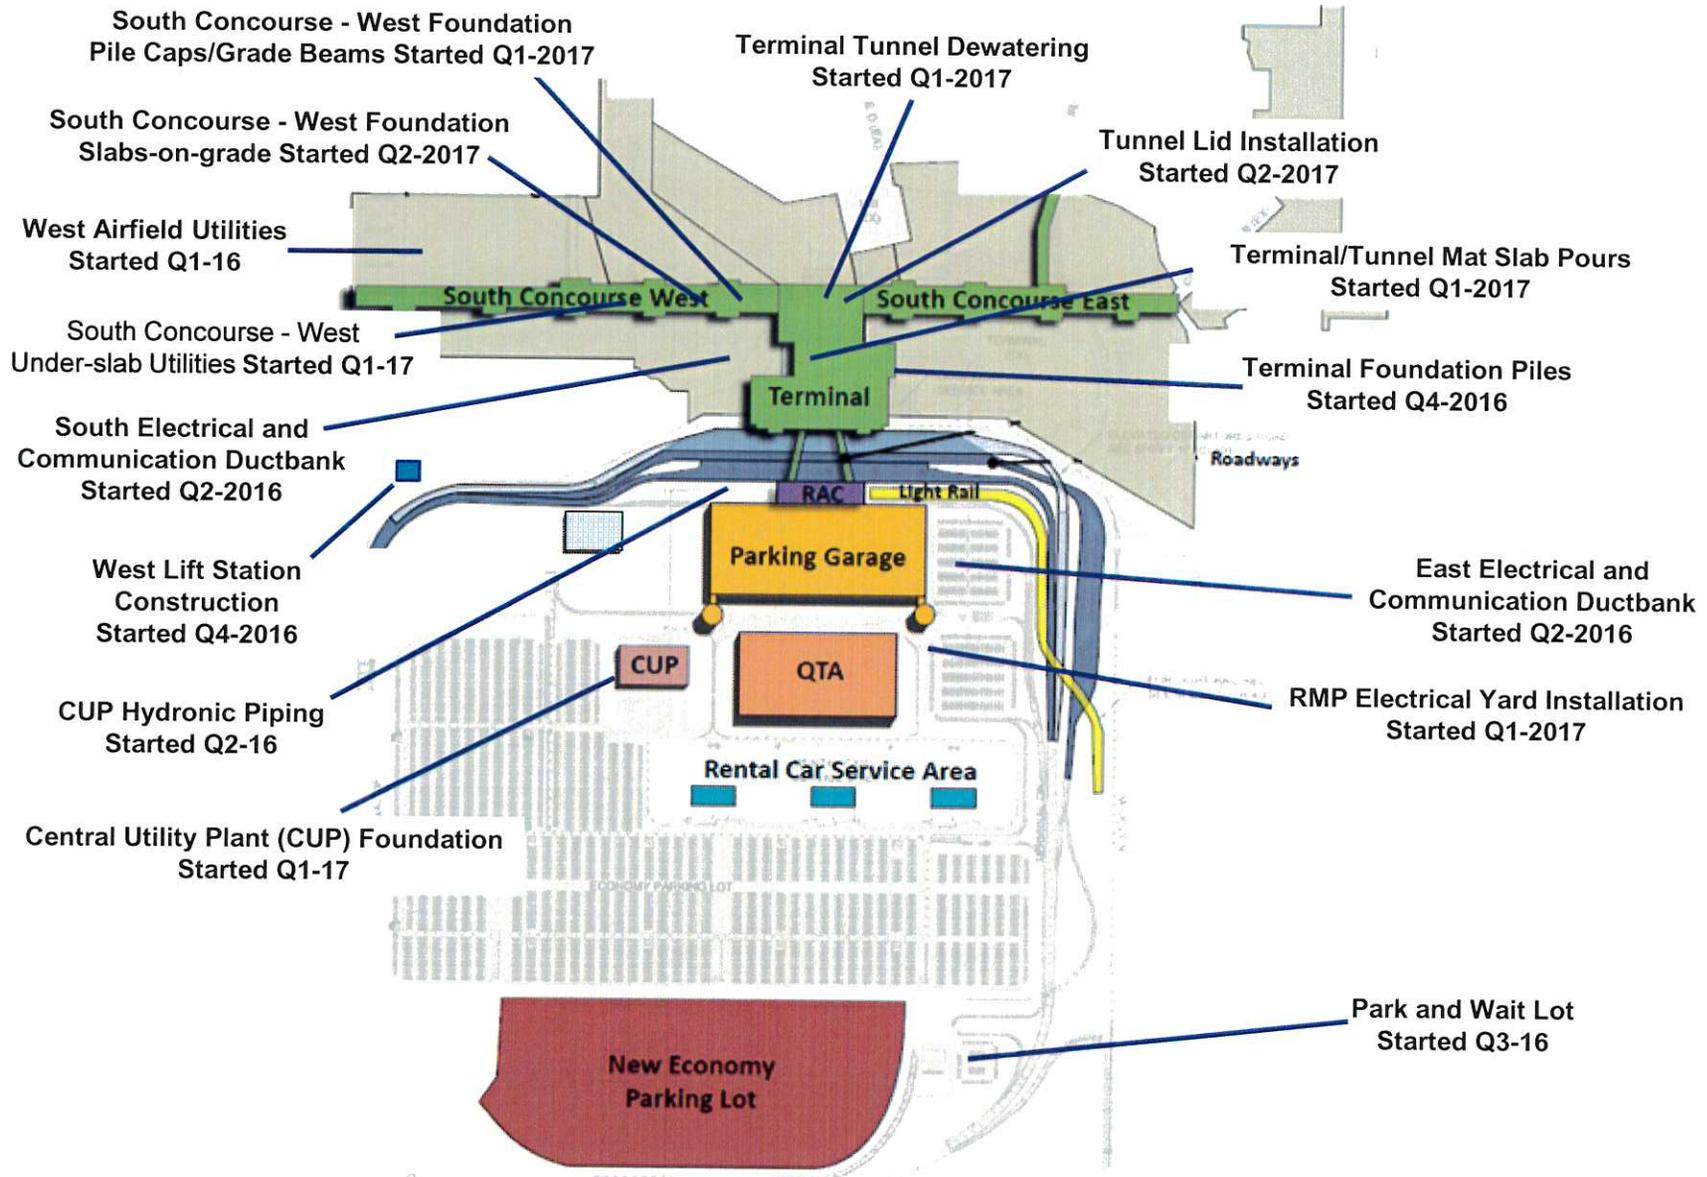 South Concourse - West Foundation
Pile Caps/Grade Beams Started Q1-2017
Terminal Tunnel Dewatering
Started Q1-2017
South Concourse - West Foundation
Slabs-on-grade Started Q2-2017
Tunnel Lid Installation
Started Q2-2017
West Airfield Utilities
Started Q1-16
Terminal/Tunnel Mat Slab Pours
Started Q1-2017
South Concourse West
South Concourse East
South Concourse - West
Under-slab Utilities Started Q1-17
Terminal Foundation Piles
Started Q4-2016
Terminal
South Electrical and
Communication Ductbank
Started Q2-2016
Roadways
RAC
Light Rail
Parking Garage
West Lift Station
Construction
Started Q4-2016
East Electrical and
Communication Ductbank
Started Q2-2016
CUP
QTA
CUP Hydronic Piping
Started Q2-16
RMP Electrical Yard Installation
Started Q1-2017
Rental Car Service Area
Central Utility Plant (CUP) Foundation
Started Q1-17
ECONOMY PARKING LOT
Park and Wait Lot
Started Q3-16
New Economy
Parking Lot